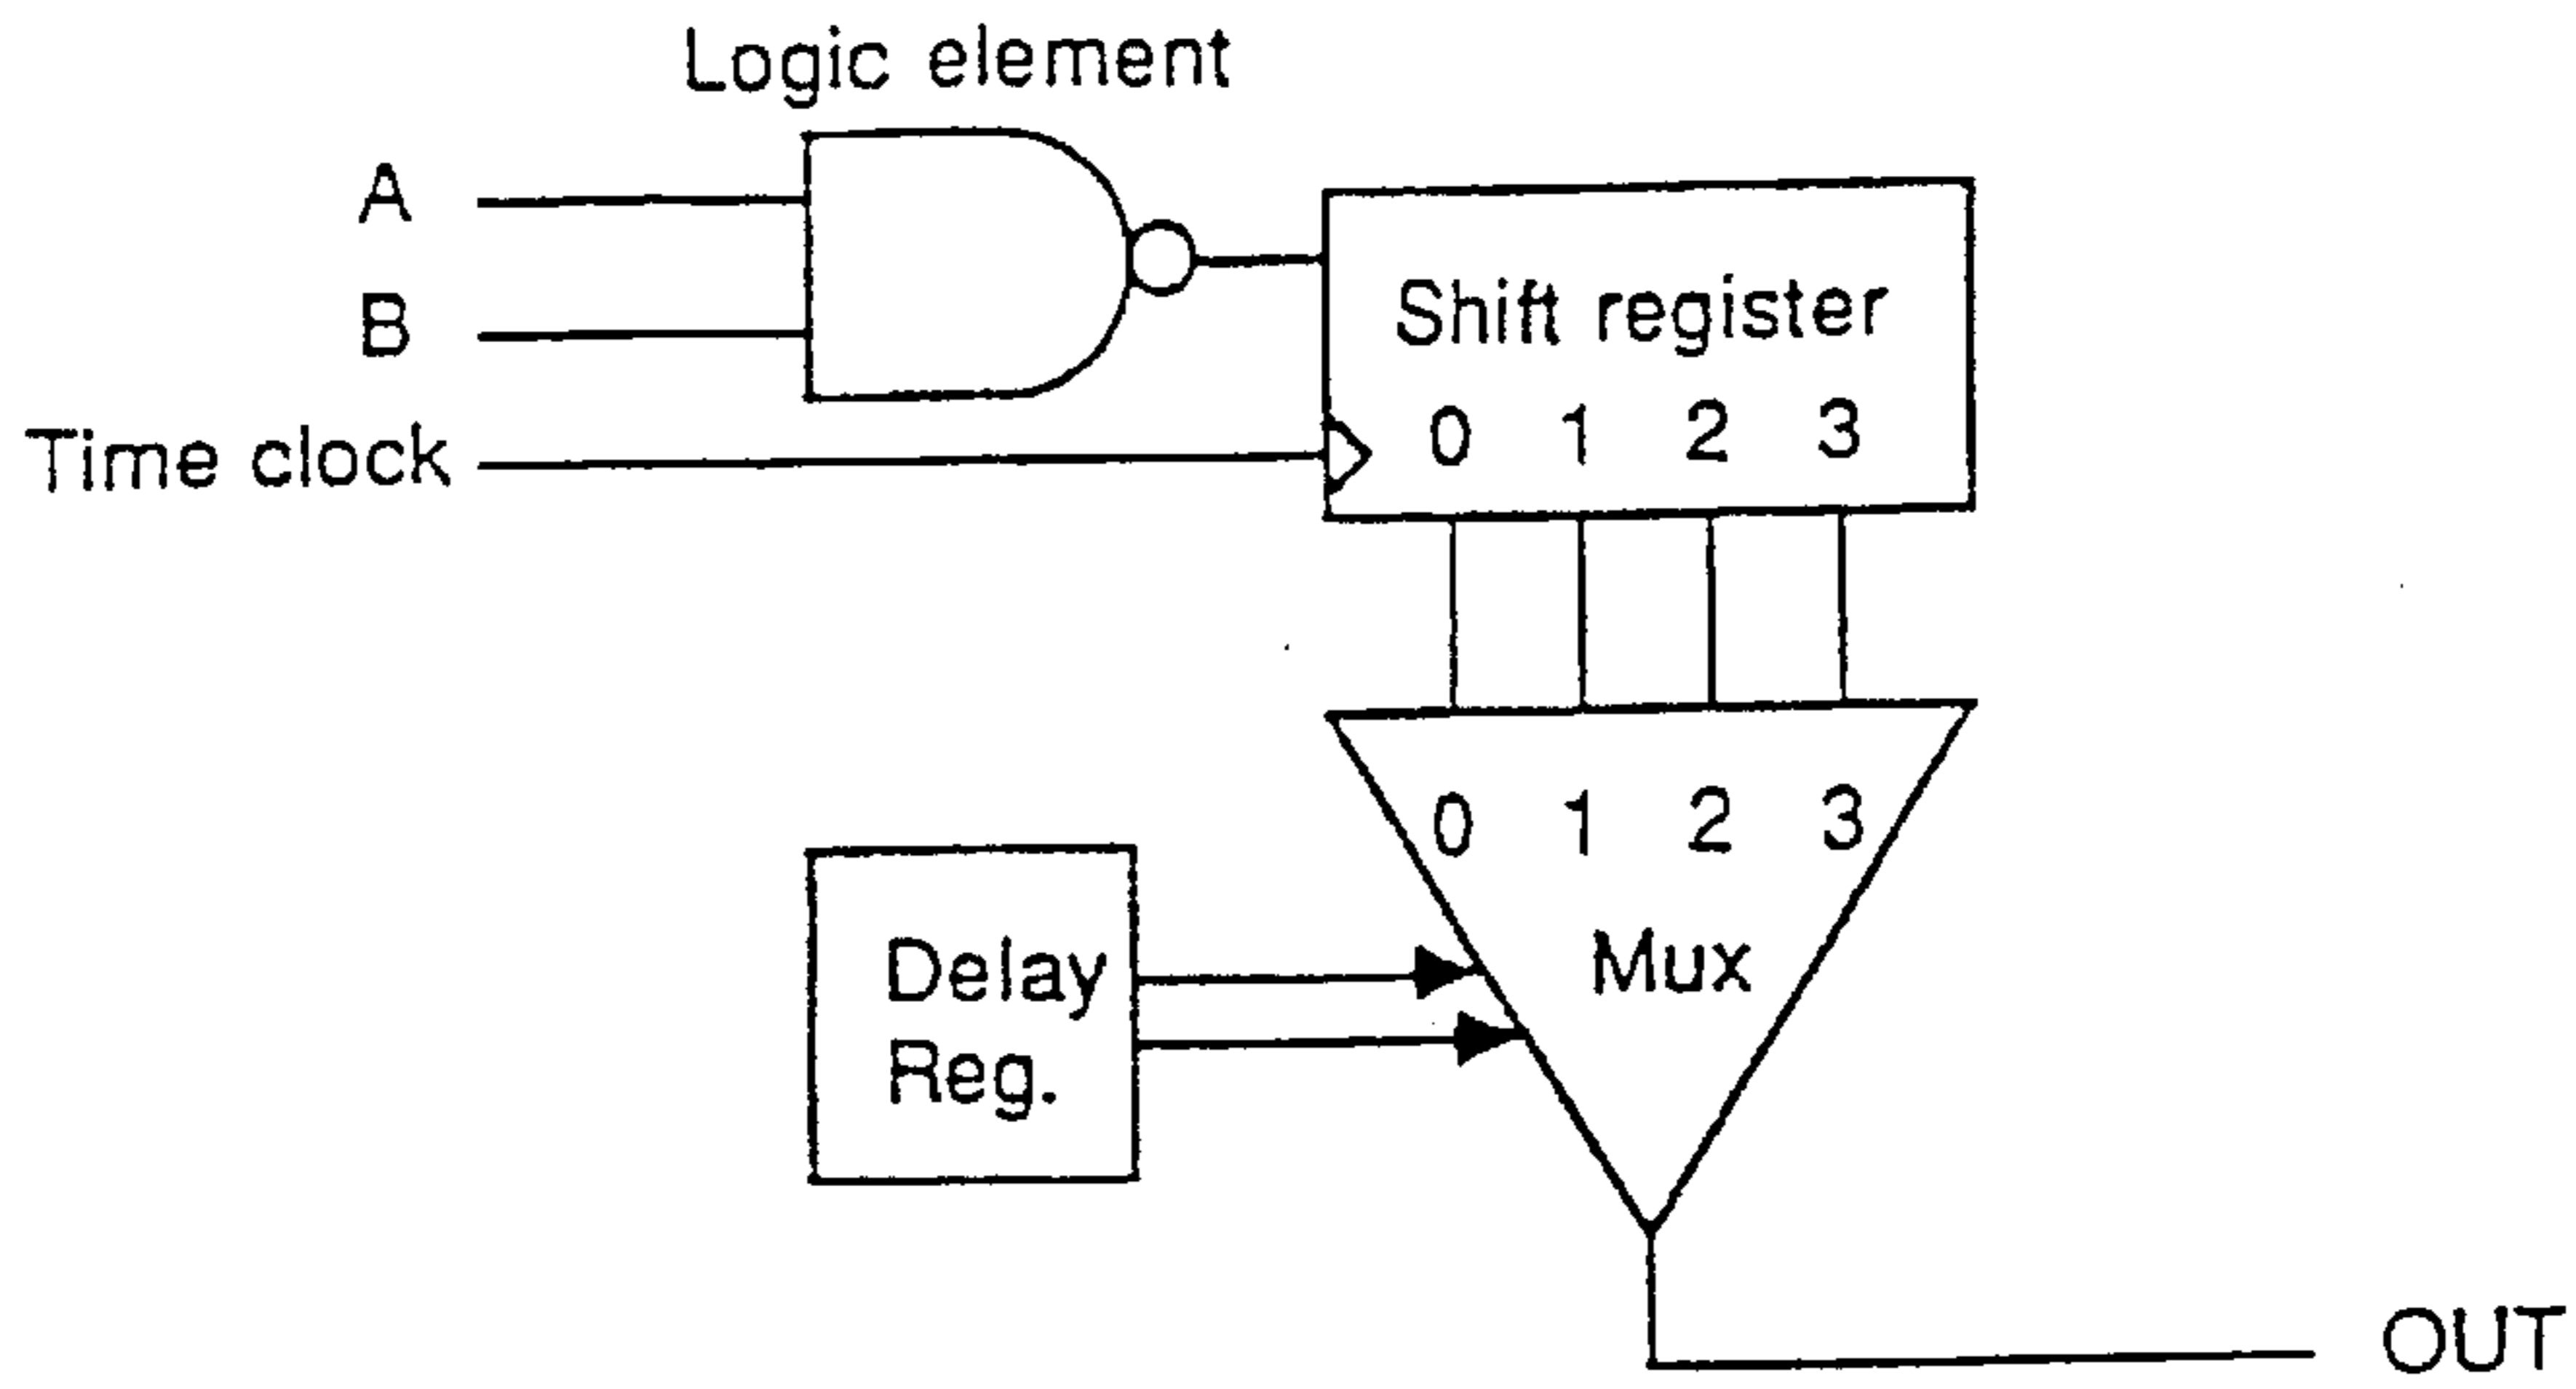 Logic element
A
B
Time clock
Shift register
0 1 2 3
0 1 2 3
Mux
Delay
Reg.
OUT